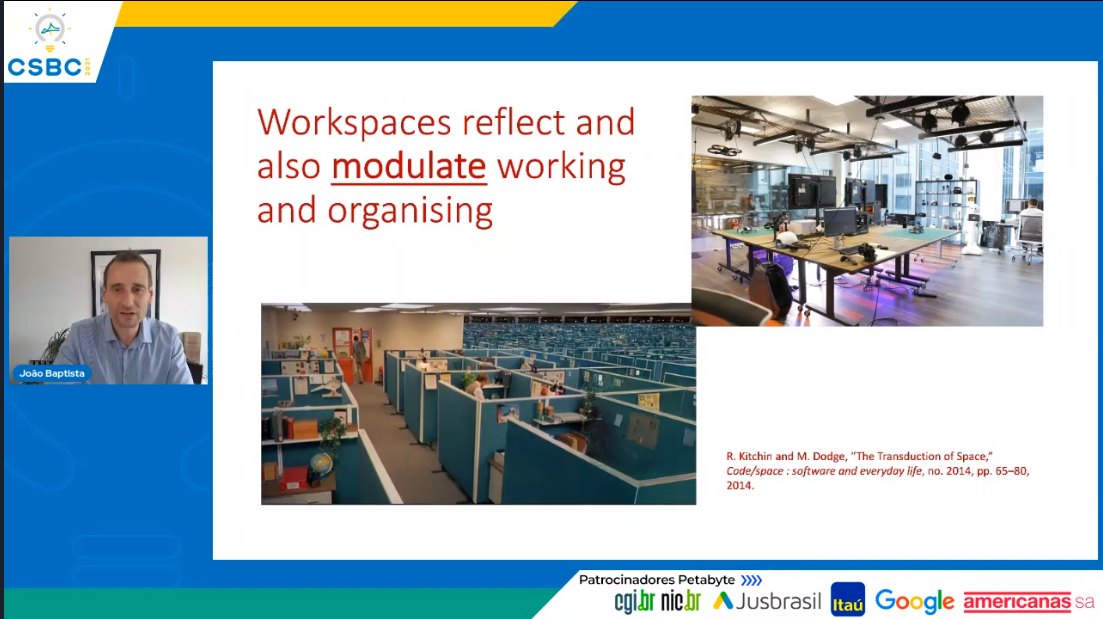 CSBC
2021
Workspaces reflect and
also modulate working
and organising
João Baptista
R. Kitchin and M. Dodge, “The Transduction of Space,”
Code/space : software and everyday life, no. 2014, pp. 65–80,
2014.
Patrocinadores Petabyte
cgi.br nic.br Jusbrasil Itaú Google americanas sa